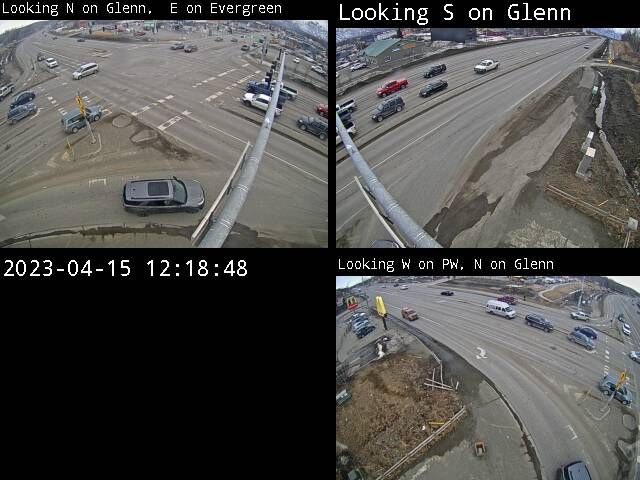 Looking N on Glenn,  E on Evergreen
Looking S on Glenn
2023-04-15 12:18:48
Looking W on PW, N on Glenn